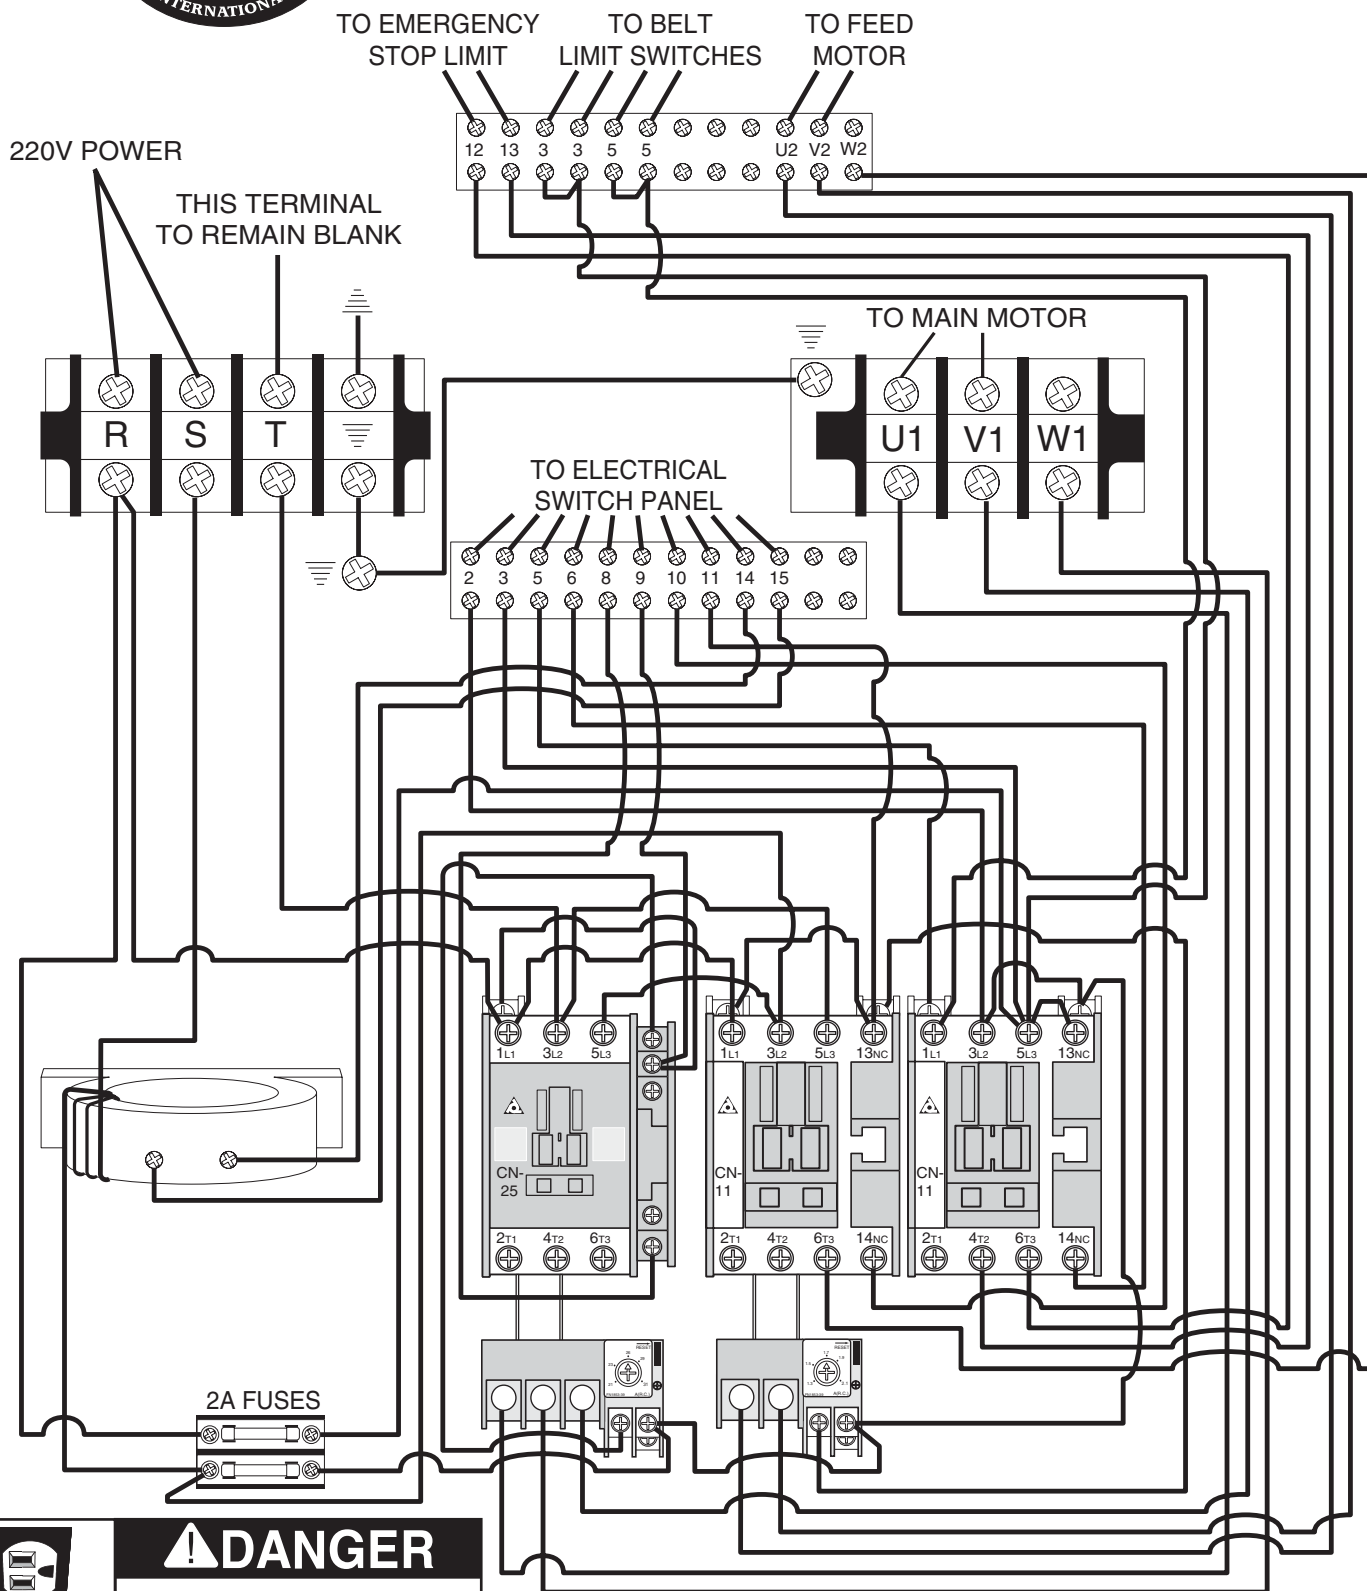 INTERNATIONAL
TO EMERGENCY
STOP LIMIT
TO BELT
LIMIT SWITCHES
TO FEED
MOTOR
12 13 3 3 5 5 U2 V2 W2
220V POWER
THIS TERMINAL
TO REMAIN BLANK
TO MAIN MOTOR
R S T
U1 V1 W1
TO ELECTRICAL
SWITCH PANEL
2 3 5 6 8 9 10 11 14 15
1L1 3L2 5L3
1L1 3L2 5L3 13NC
1L1 3L2 5L3 13NC
CN-
25
CN-
11
CN-
11
2T1 4T2 6T3
2T1 4T2 6T3 14NC
2T1 4T2 6T3 14NC
RESET
A(R.C.)
RESET
A(R.C.)
2A FUSES
DANGER